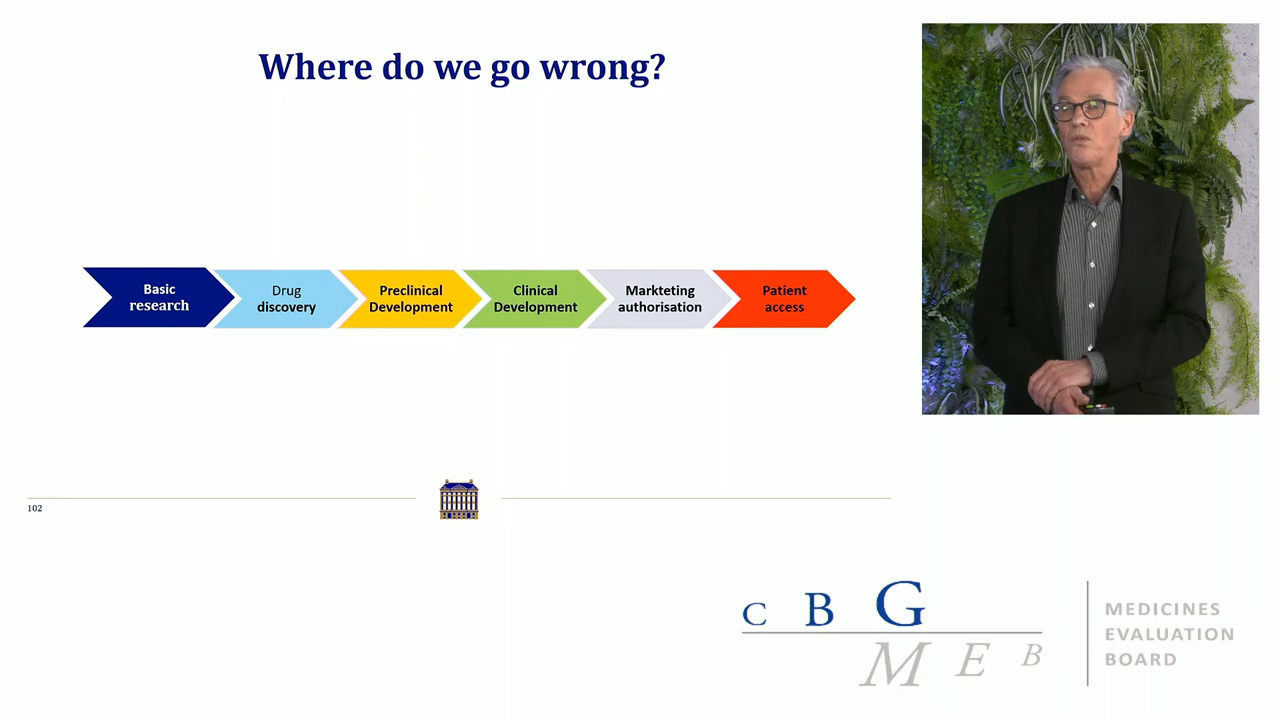 Where do we go wrong?
Basic
research
Drug
discovery
Preclinical
Development
Clinical
Development
Markteting
authorisation
Patient
access
102
C B G
M E B
MEDICINES
EVALUATION
BOARD